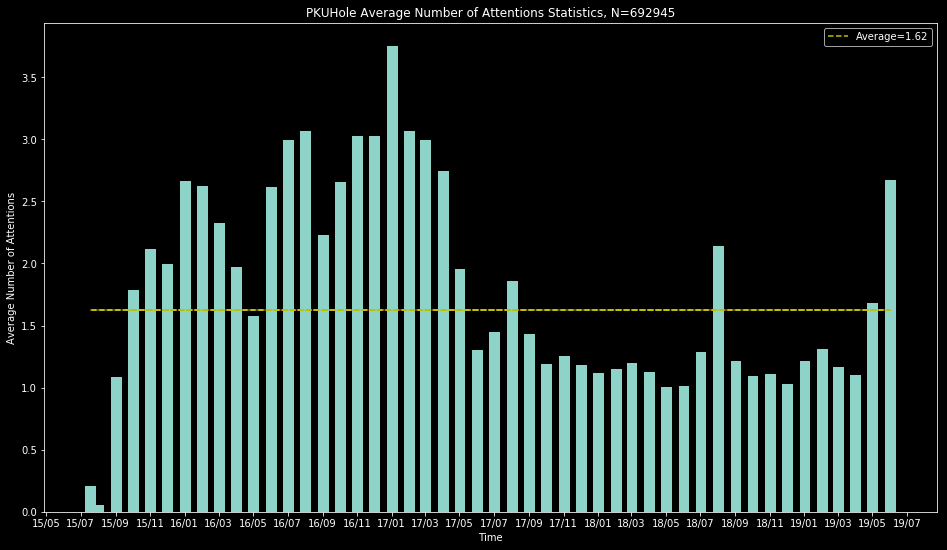 PKUHole Average Number of Attentions Statistics, N=692945
Average=1.62
Average Number of Attentions
3.5
3.0
2.5
2.0
1.5
1.0
0.5
0.0
15/05 15/07 15/09 15/11 16/01 16/03 16/05 16/07 16/09 16/11 17/01 17/03 17/05 17/07 17/09 17/11 18/01 18/03 18/05 18/07 18/09 18/11 19/01 19/03 19/05 19/07
Time